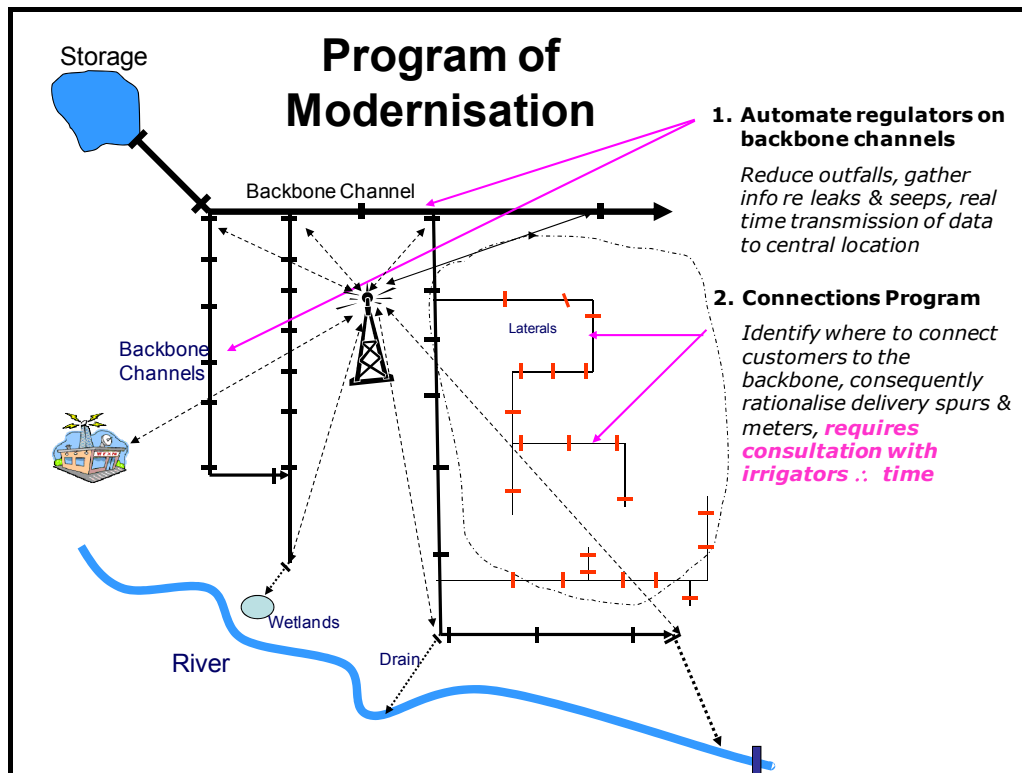 Storage
Program of
Modernisation
1. Automate regulators on
backbone channels
Reduce outfalls, gather
info re leaks & seeps, real
time transmission of data
to central location
Backbone Channel
2. Connections Program
Identify where to connect
customers to the
backbone, consequently
rationalise delivery spurs &
meters, requires
consultation with
irrigators ∴ time
Laterals
Backbone
Channels
Wetlands
Drain
River